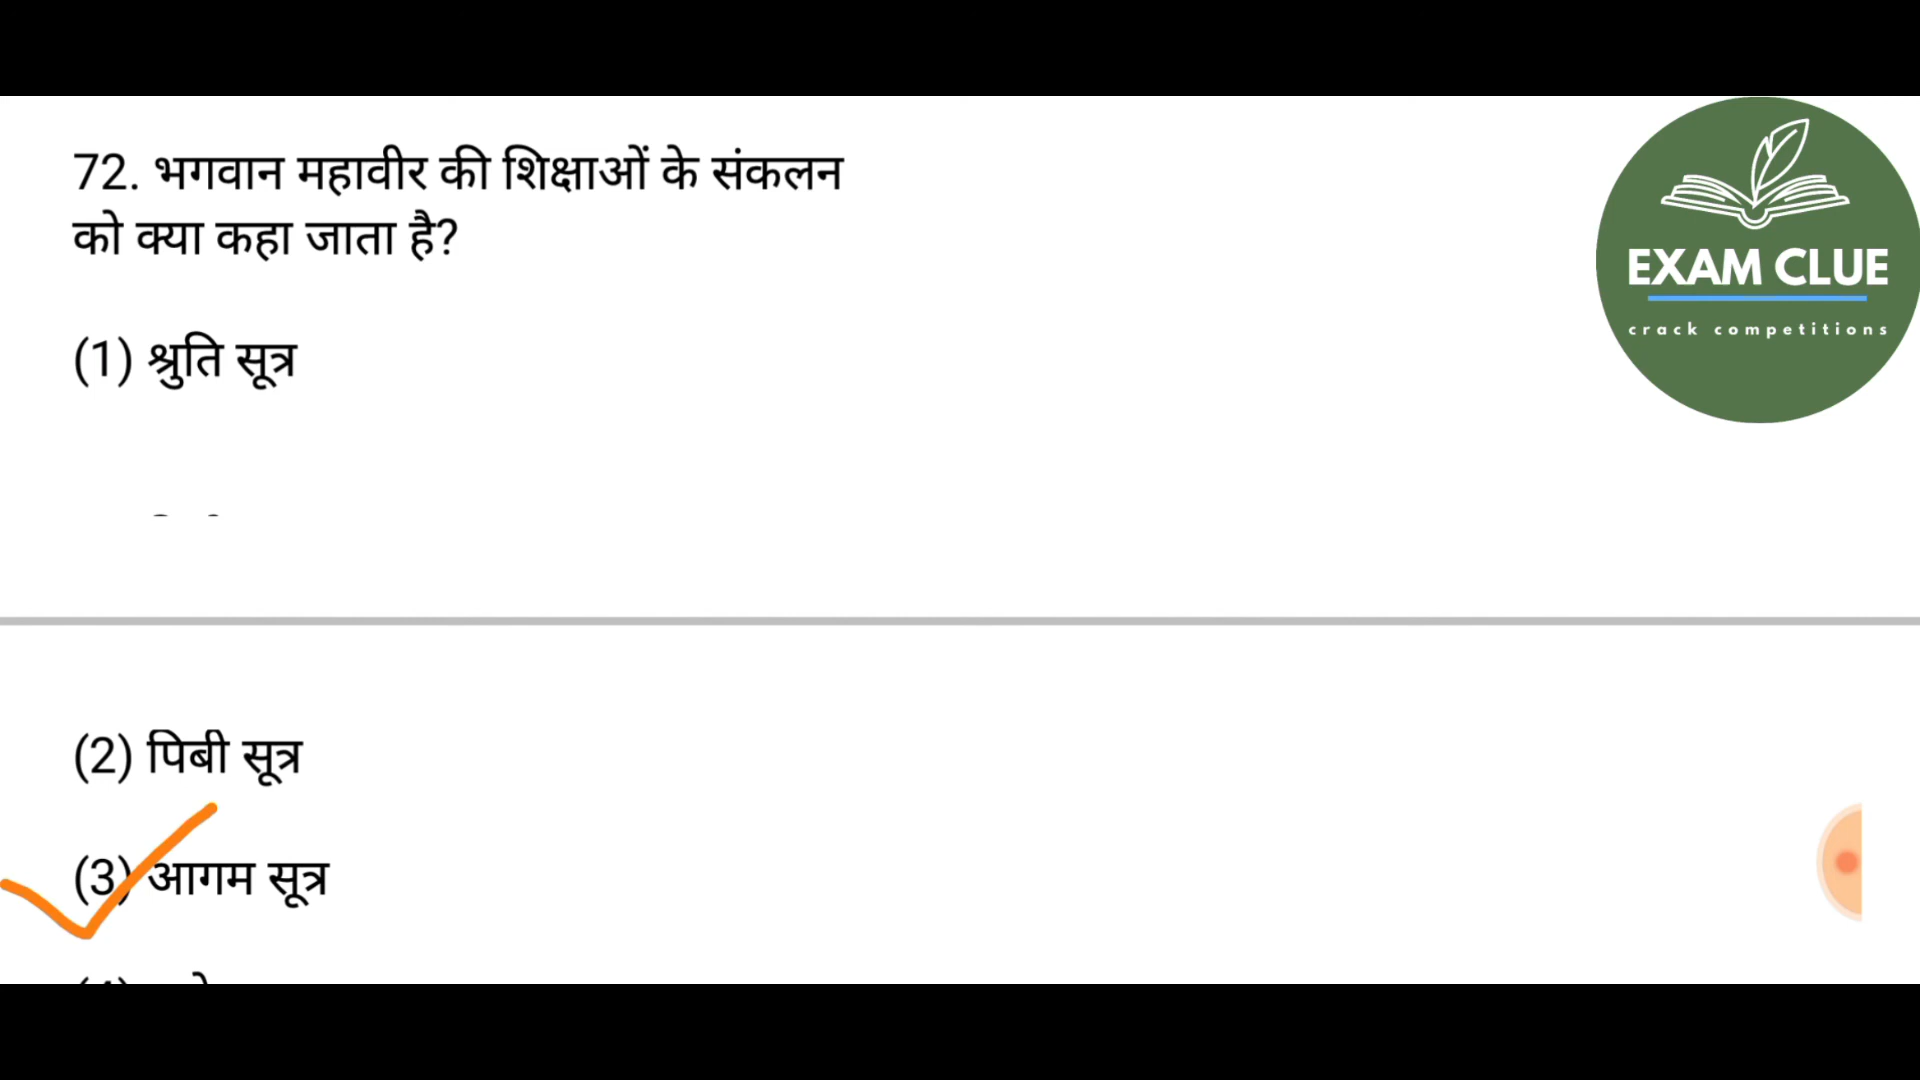 72. भगवान महावीर की शिक्षाओं के संकलन
को क्या कहा जाता है?
(1) श्रुति सूत्र
EXAM CLUE
crack competitions
(2) पिबी सूत्र
(3) आगम सूत्र